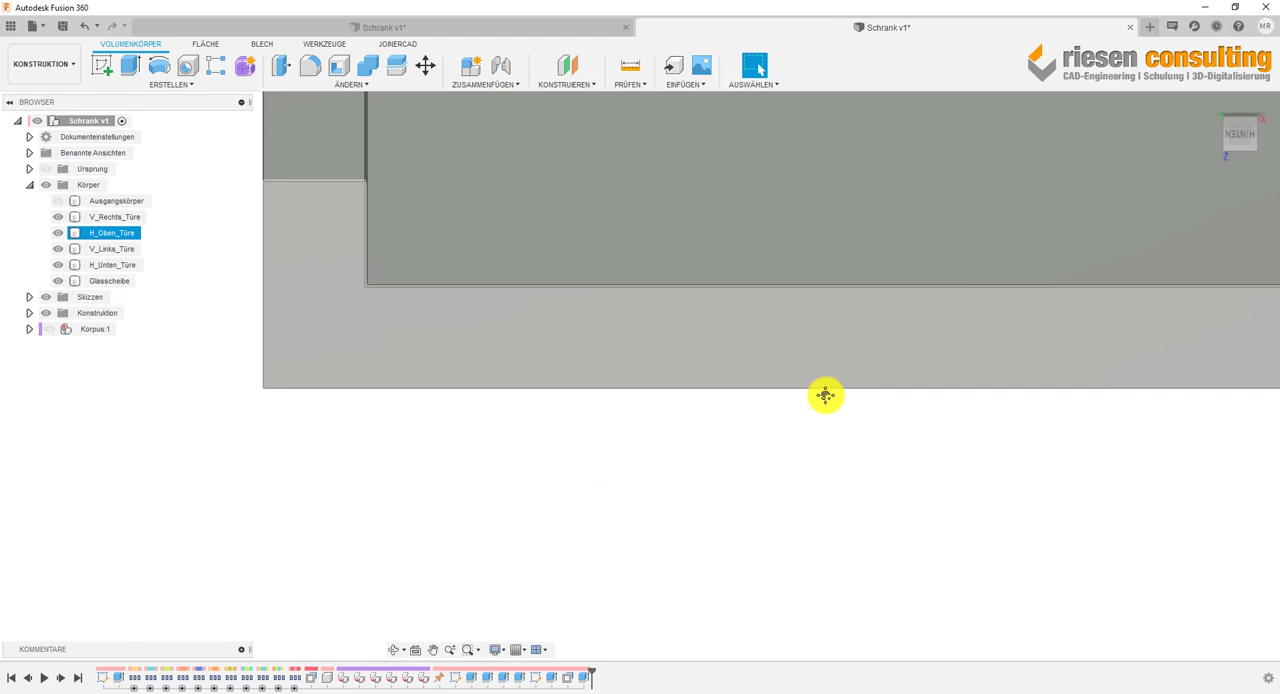 Autodesk Fusion 360
Schrank v1*
Schrank v1*
MR
VOLUMENKÖRPER FLÄCHE BLECH WERKZEUGE JOINERCAD
KONSTRUKTION
ERSTELLEN ÄNDERN ZUSAMMENFÜGEN KONSTRUIEREN PRÜFEN EINFÜGEN AUSWÄHLEN
riesen consulting
CAD-Engineering | Schulung | 3D-Digitalisierung
BROWSER
Schrank v1
Dokumenteinstellungen
Benannte Ansichten
Ursprung
Körper
Ausgangskörper
V_Rechts_Türe
H_Oben_Türe
V_Links_Türe
H_Unten_Türe
Glasscheibe
Skizzen
Konstruktion
Korpus:1
X
HINTEN
Z
KOMMENTARE